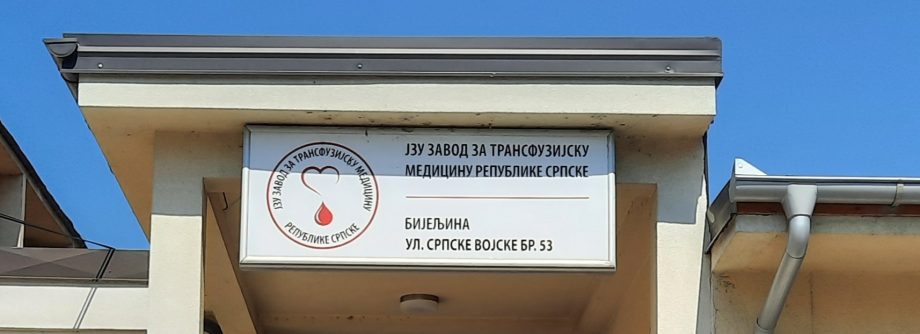 ЈЗУ ЗАВОД ЗА ТРАНСФУЗИЈСКУ МЕДИЦИНУ
РЕПУБЛИКЕ СРПСКЕ
ЈЗУ ЗАВОД ЗА ТРАНСФУЗИЈСКУ
МЕДИЦИНУ РЕПУБЛИКЕ СРПСКЕ
БИЈЕЉИНА
УЛ. СРПСКЕ ВОЈСКЕ БР. 53